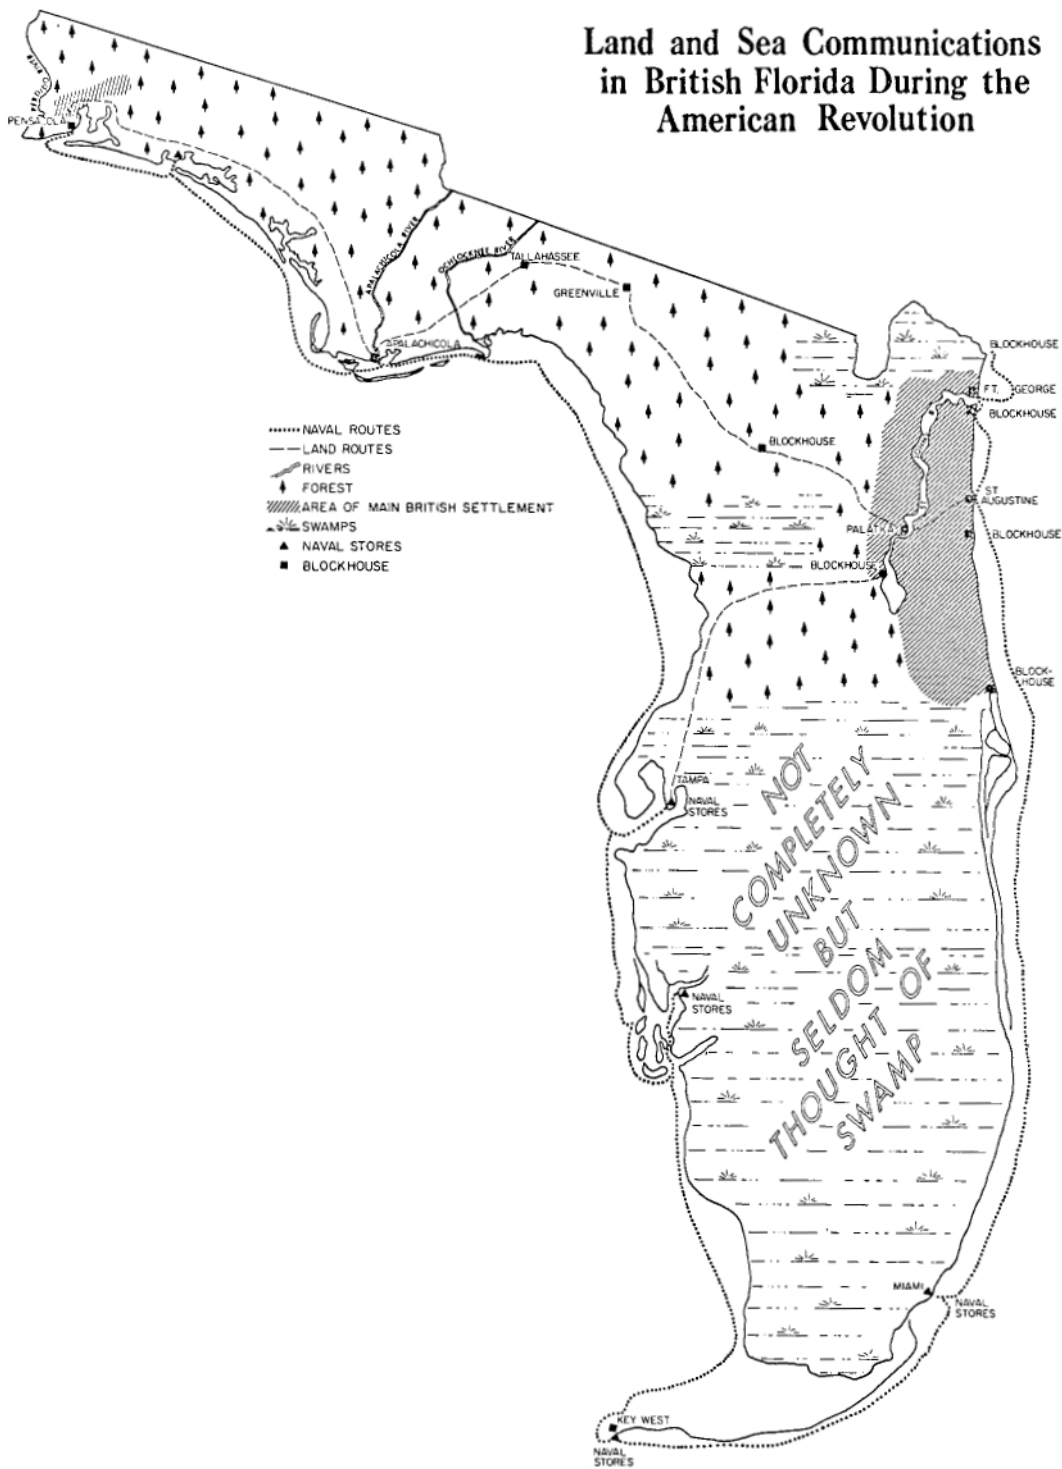 Land and Sea Communications
in British Florida During the
American Revolution
PERDIDO RIVER
PENSACOLA
APALACHICOLA RIVER
OCHLOCKNEE RIVER
TALLAHASSEE
GREENVILLE
APALACHICOLA
BLOCKHOUSE
FT. GEORGE
BLOCKHOUSE
NAVAL ROUTES
LAND ROUTES
RIVERS
FOREST
AREA OF MAIN BRITISH SETTLEMENT
SWAMPS
NAVAL STORES
BLOCKHOUSE
BLOCKHOUSE
ST
AUGUSTINE
PALATKA
BLOCKHOUSE
BLOCKHOUSE
BLOCK-
HOUSE
TAMPA
NAVAL
STORES
NOT
COMPLETELY
UNKNOWN
BUT
SELDOM
THOUGHT OF
SWAMP
NAVAL
STORES
MIAMI
NAVAL
STORES
KEY WEST
NAVAL
STORES